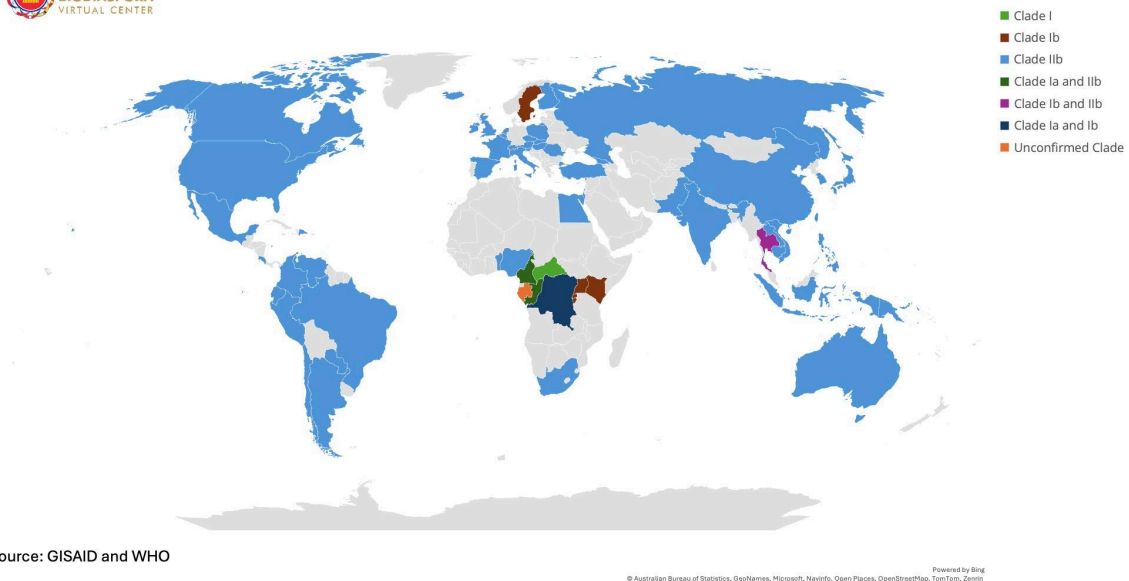 VIRTUAL CENTER
Clade I
Clade Ib
Clade IIb
Clade Ia and IIb
Clade Ib and IIb
Clade Ia and Ib
Unconfirmed Clade
ource: GISAID and WHO
Powered by Bing
© Australian Bureau of Statistics, GeoNames, Microsoft, Navinfo, Open Places, OpenStreetMap, TomTom, Zenrin